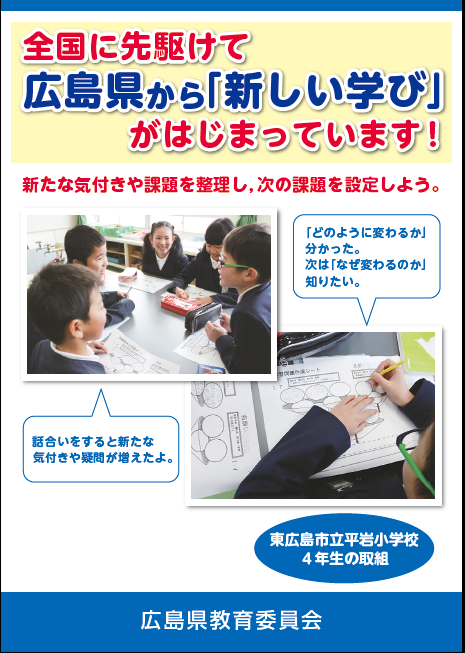 全国に先駆けて
広島県から「新しい学び」
がはじまっています！
新たな気付きや課題を整理し，次の課題を設定しよう。
「どのように変わるか」
分かった。
次は「なぜ変わるのか」
知りたい。
話合いをすると新たな
気付きや疑問が増えたよ。
東広島市立平岩小学校
４年生の取組
広島県教育委員会